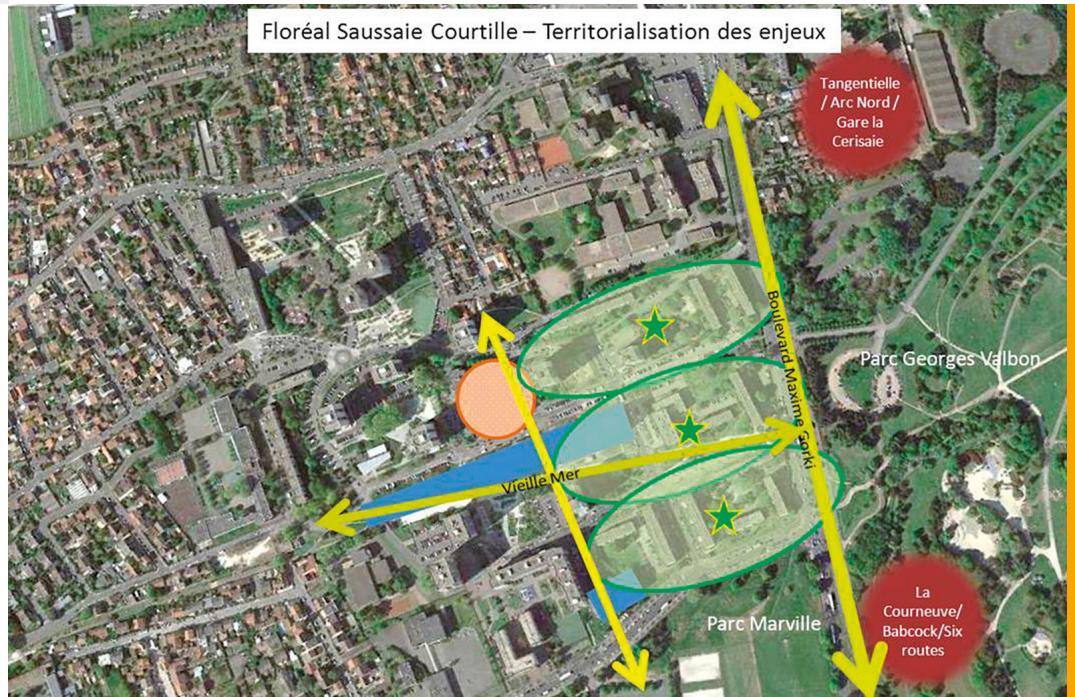 Floréal Saussaie Courtille – Territorialisation des enjeux
Tangentielle
/ Arc Nord /
Gare la
Cerisaie
Boulevard Maxime Gorki
Parc Georges Valbon
Vieille Mer
Parc Marville
La
Courneuve/
Babcock/Six
routes